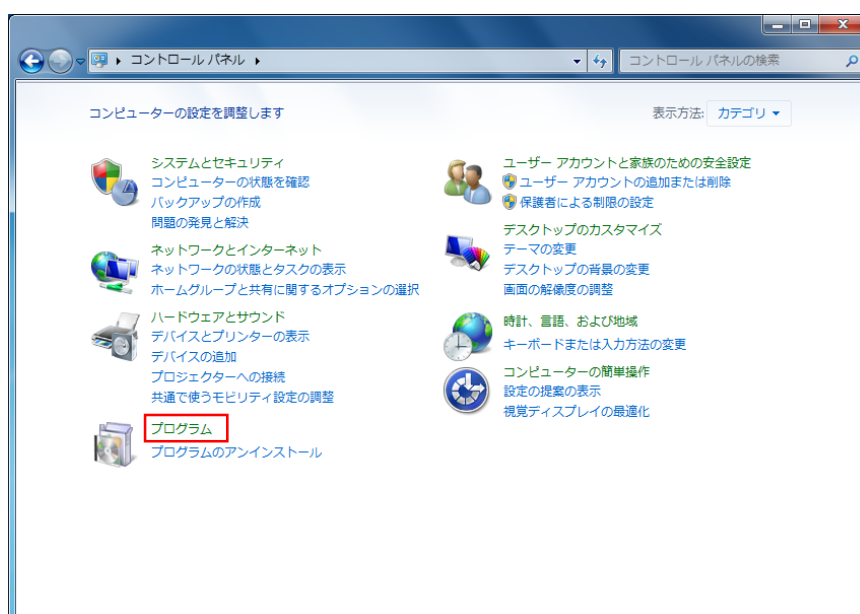 コントロール パネル
コントロール パネルの検索
コンピューターの設定を調整します
表示方法: カテゴリ
システムとセキュリティ
コンピューターの状態を確認
バックアップの作成
問題の発見と解決
ネットワークとインターネット
ネットワークの状態とタスクの表示
ホームグループと共有に関するオプションの選択
ハードウェアとサウンド
デバイスとプリンターの表示
デバイスの追加
プロジェクターへの接続
共通で使うモビリティ設定の調整
プログラム
プログラムのアンインストール
ユーザー アカウントと家族のための安全設定
ユーザー アカウントの追加または削除
保護者による制限の設定
デスクトップのカスタマイズ
テーマの変更
デスクトップの背景の変更
画面の解像度の調整
時計、言語、および地域
キーボードまたは入力方法の変更
コンピューターの簡単操作
設定の提案の表示
視覚ディスプレイの最適化